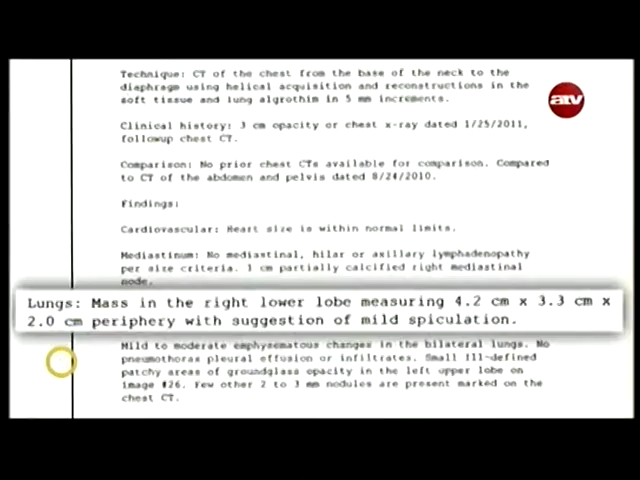 Technique: CT of the chest from the base of the neck to the
diaphragm using helical acquisition and reconstructions in the
soft tissue and lung algrothim in 5 mm increments.
atv
Clinical history: 3 cm opacity or chest x-ray dated 1/25/2011,
followup chest CT.
Comparison: No prior chest CTs available for comparison. Compared
to CT of the abdomen and pelvis dated 8/24/2010.
Findings:
Cardiovascular: Heart size is within normal limits.
Mediastinum: No mediastinal, hilar or axillary lymphadenopathy
per size criteria. 1 cm partially calcified right mediastinal
node.
Lungs: Mass in the right lower lobe measuring 4.2 cm x 3.3 cm x
2.0 cm periphery with suggestion of mild spiculation.
Mild to moderate emphysematous changes in the bilateral lungs. No
pneumothorax pleural effusion or infiltrates. Small ill-defined
patchy areas of groundglass opacity in the left upper lobe on
image #26. Few other 2 to 3 mm nodules are present marked on the
chest CT.